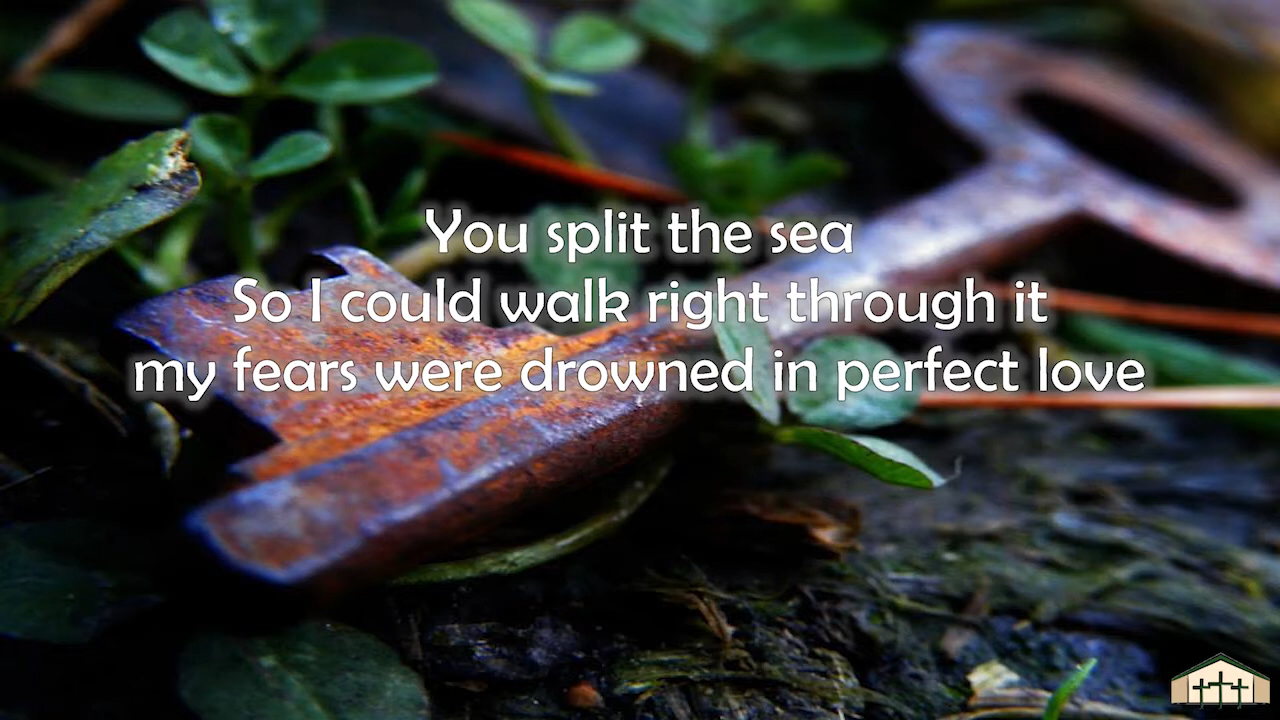 You split the sea
So I could walk right through it
my fears were drowned in perfect love